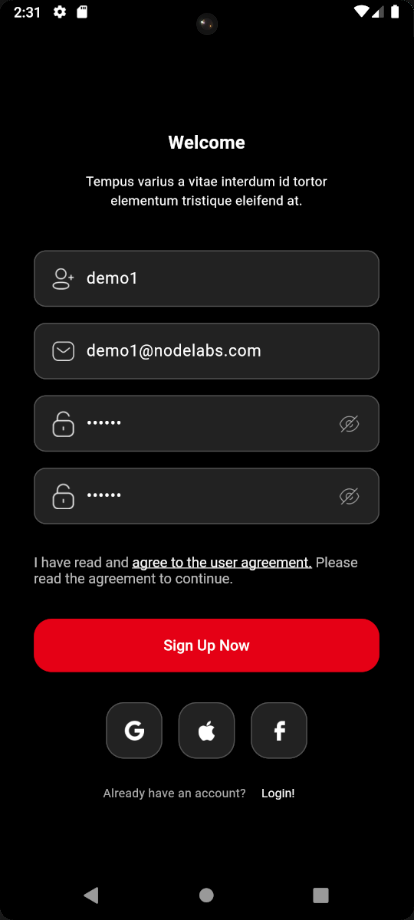 2:31
Welcome
Tempus varius a vitae interdum id tortor
elementum tristique eleifend at.
demo1
demo1@nodelabs.com
••••••
••••••
I have read and agree to the user agreement. Please
read the agreement to continue.
Sign Up Now
Already have an account? Login!